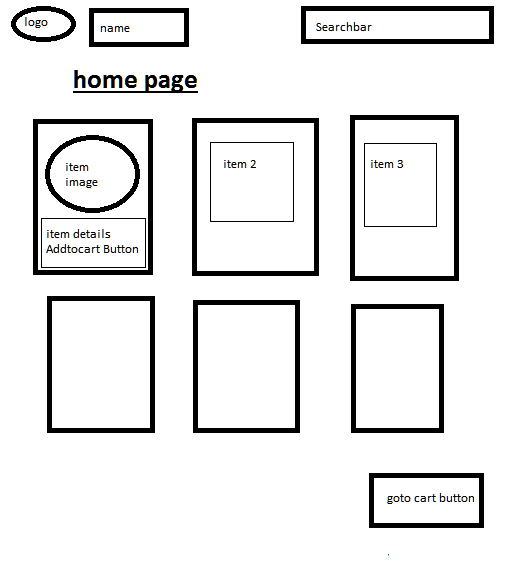 logo
name
Searchbar
home page
item
image
item details
Addtocart Button
item 2
item 3
goto cart button